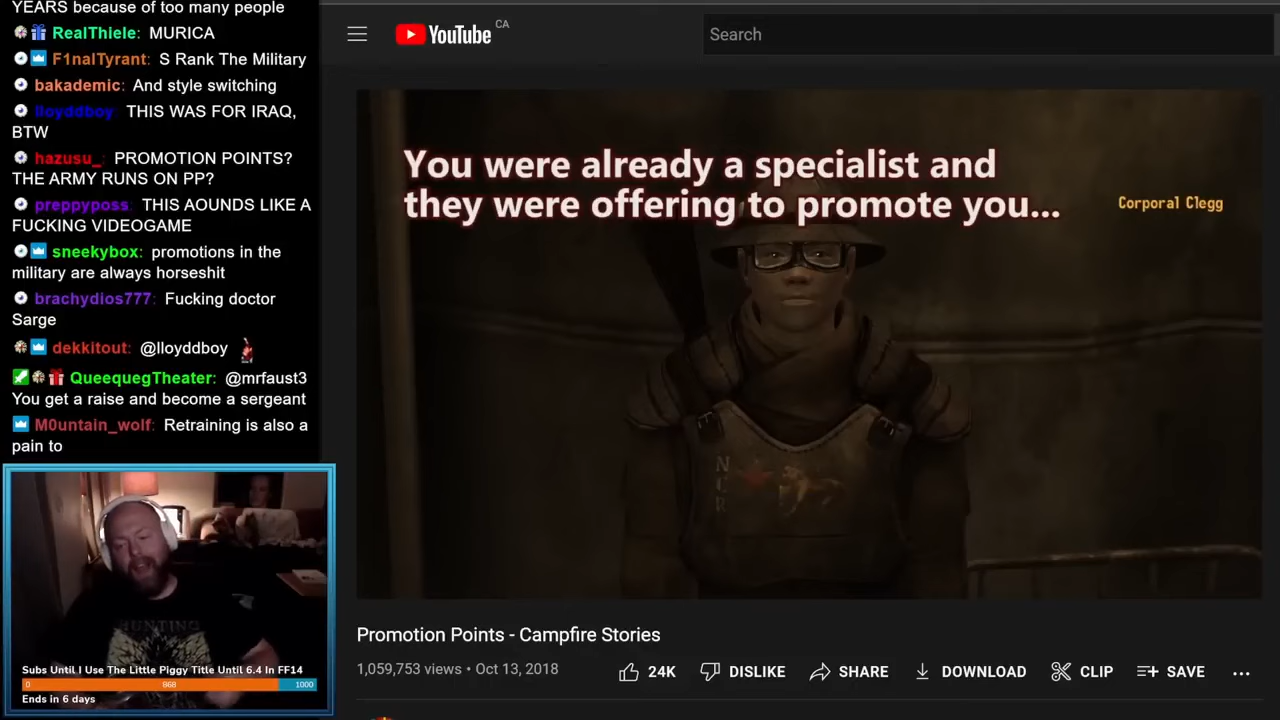 YEARS because of too many people
RealThiele: MURICA
F1nalTyrant: S Rank The Military
bakademic: And style switching
lloyddboy: THIS WAS FOR IRAQ,
BTW
hazusu_: PROMOTION POINTS?
THE ARMY RUNS ON PP?
preppyposs: THIS AOUNDS LIKE A
FUCKING VIDEOGAME
sneekybox: promotions in the
military are always horseshit
brachydios777: Fucking doctor
Sarge
dekkitout: @lloyddboy
QueequegTheater: @mrfaust3
You get a raise and become a sergeant
M0untain_wolf: Retraining is also a
pain to
HUNTING
Subs Until I Use The Little Piggy Title Until 6.4 In FF14
0 868 1000
Ends in 6 days
YouTube CA
Search
You were already a specialist and
they were offering to promote you...
Corporal Clegg
NCR
Promotion Points - Campfire Stories
1,059,753 views • Oct 13, 2018
24K DISLIKE SHARE DOWNLOAD CLIP SAVE ...